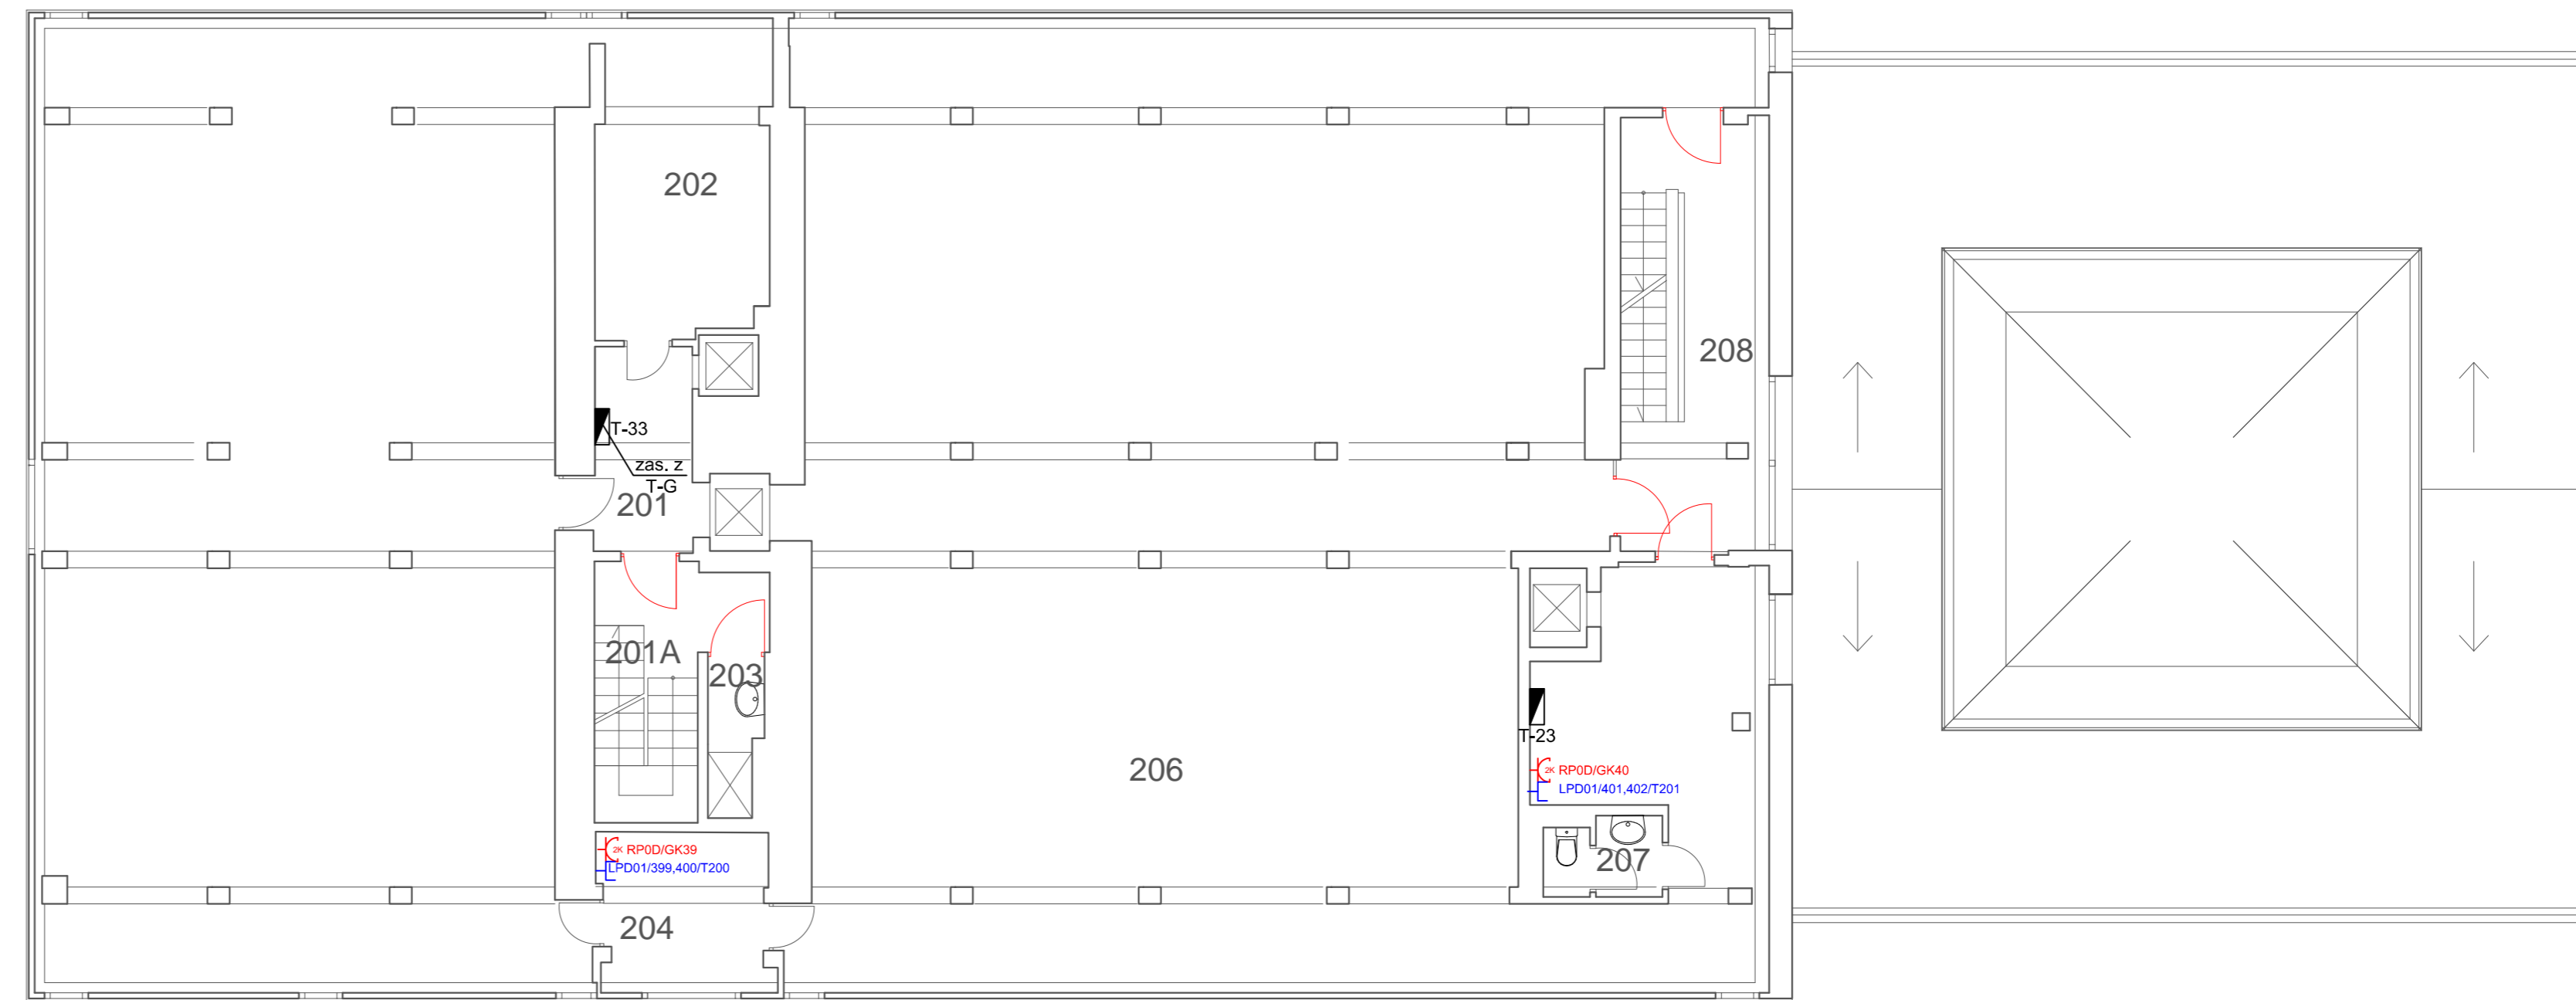 202
208
T-33
zas. z
T-G
201
201A
203
T-23
206
2K RP0D/GK40
LPD01/401,402/T201
2K RP0D/GK39
LPD01/399,400/T200
207
204